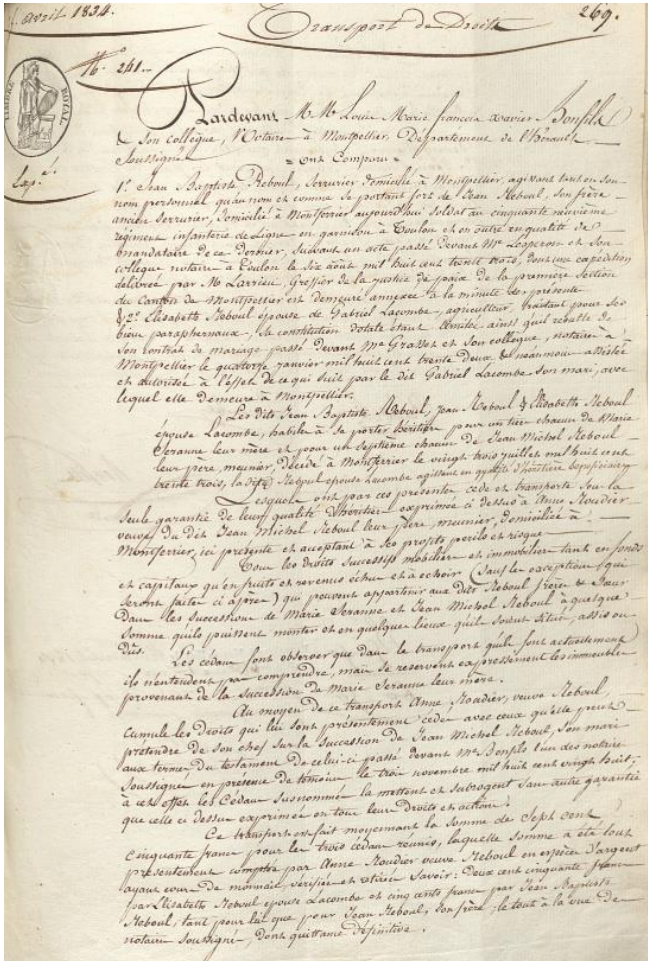 avril 1834.
Transport de Droits
269.
N.º 241.
TIMBRE ROYAL.
Exp.é
Pardevant M.e M.e Louis Marie françois xavier Bonfils
& Son collègue, Notaire à Montpellier, Département de l'hérault
Soussignés
= ont Comparu =
1.º Jean Baptiste Reboul, serrurier domicilié à Montpellier, agissant tant en son
nom personnel qu'au nom et comme se portant fort de Jean Reboul, son frère
ancien serrurier, domicilié à Montferrier aujourd'hui soldat au cinquante neuvième
régiment infanterie de Ligne en garnison à Toulon et en outre en qualité de
mandataire de ce dernier, suivant un acte passé devant M.e Lesperon et Son
collègue notaire à Toulon le six août mil huit cent trente trois, dont une expédition
délivrée par M. Larrieu, Greffier de la justice de paix de la première section
du Canton de Montpellier est demeuré annexée à la minute des présentes
& 2.º Elisabeth Reboul épouse de Gabriel Lacombe, agriculteur, traitant pour ses
biens paraphernaux, sa constitution dotale étant limitée ainsi qu'il résulte de
Son contrat de mariage passé devant M.e Grasset et Son collègue, notaire à
Montpellier le quatorze janvier mil huit cent trente deux, & néanmoins assistée
et autorisée à l'effet de ce qui suit par le dit Gabriel Lacombe son mari, avec
lequel elle demeure à Montpellier.
Les dits Jean Baptiste Reboul, Jean Reboul & Elisabeth Reboul
épouse Lacombe, habiles à se porter héritiers pour un tiers chacun de Marie
Seranne leur mère et pour un septième chacun de Jean Michel Reboul
leur père, meunier, décédé à Montferrier le vingt trois juillet mil huit cent
trente trois, la dite Reboul épouse Lacombe agissant en qualité d'héritière bénéficiaire
Lesquels ont par ces présentes, cédé et transporté sous la
seule garantie de leur qualité d'héritiers exprimée ci dessus à Anne Roudier
veuve du dit Jean Michel Reboul leur père, meunier, domiciliée à
Montferrier, ici présente et acceptant à ses profits périls et risques
Tous les droits successifs mobiliers et immobiliers tant en fonds
et capitaux qu'en fruits et revenus échus et à échoir (sauf les exceptions qui
seront faites ci après) qui peuvent appartenir aux dits Reboul frères & Sœur
dans les successions de Marie Seranne et Jean Michel Reboul à quelque
somme qu'ils puissent monter et en quelques lieux qu'ils soient situés, assis ou
dûs.
Les cédans font observer que dans le transport qu'ils font actuellement
ils n'entendent pas comprendre, mais se réservent expressément les immeubles
provenant de la succession de Marie Seranne leur mère.
Au moyen de ce transport Anne Roudier, veuve Reboul,
cumule les droits qui lui sont présentement cédés avec ceux qu'elle peut
prétendre de son chef sur la succession de Jean Michel Reboul, son mari
aux termes du testament de celui-ci passé devant M.e Bonfils l'un des notaires
soussignés en présence de témoins le trois novembre mil huit cent vingt huit,
à cet effet les Cédans susnommés la mettent et subrogent sans autre garantie
que celle ci dessus exprimée en tous leurs droits et actions.
Ce transport est fait moyennant la somme de Sept cent
cinquante francs pour les trois cédans réunis, laquelle somme a été tout
présentement comptée par Anne Roudier veuve Reboul en espèces d'argent
ayant cours de monnaie, vérifiée et retirée savoir: Deux cent cinquante francs
par Elisabeth Reboul épouse Lacombe et cinq cents francs par Jean Baptiste
Reboul, tant pour lui que pour Jean Reboul, son frère; le tout à la vue de
notaires soussignés, dont quittance définitive.